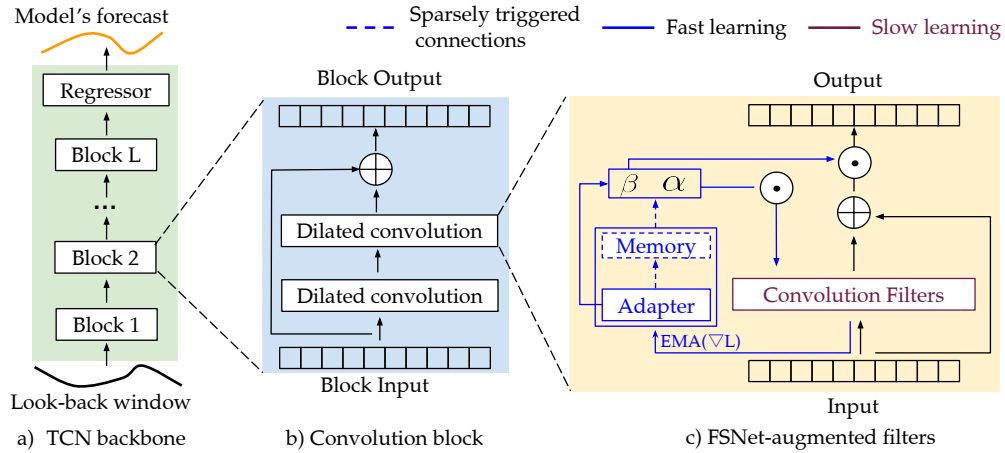 Model's forecast
Sparsely triggered
connections
Fast learning
Slow learning
Regressor
Block L
...
Block 2
Block 1
Look-back window
a) TCN backbone
Block Output
Dilated convolution
Dilated convolution
Block Input
b) Convolution block
Output
β α
Memory
Adapter
Convolution Filters
EMA(▽L)
Input
c) FSNet-augmented filters